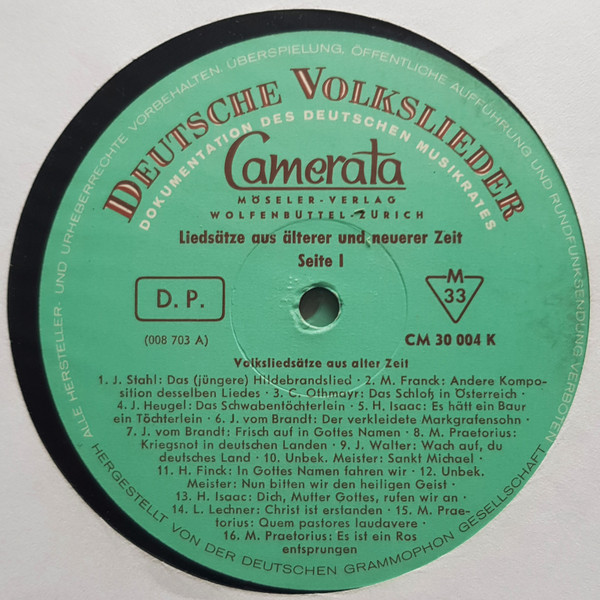 ALLE HERSTELLER- UND URHEBERRECHTE VORBEHALTEN. ÜBERSPIELUNG, ÖFFENTLICHE AUFFÜHRUNG UND RUNDFUNKSENDUNG VERBOTEN
DEUTSCHE VOLKSLIEDER
DOKUMENTATION DES DEUTSCHEN MUSIKRATES
Camerata
MÖSELER-VERLAG
WOLFENBÜTTEL-ZÜRICH
Liedsätze aus älterer und neuerer Zeit
Seite I
D. P.
M
33
(008 703 A)
CM 30 004 K
Volksliedsätze aus alter Zeit
1. J. Stahl: Das (jüngere) Hildebrandslied · 2. M. Franck: Andere Kompo-
sition desselben Liedes · 3. C. Othmayr: Das Schloß in Österreich ·
4. J. Heugel: Das Schwabentöchterlein · 5. H. Isaac: Es hätt ein Baur
ein Töchterlein · 6. J. vom Brandt: Der verkleidete Markgrafensohn ·
7. J. vom Brandt: Frisch auf in Gottes Namen · 8. M. Praetorius:
Kriegsnot in deutschen Landen · 9. J. Walter: Wach auf, du
deutsches Land · 10. Unbek. Meister: Sankt Michael ·
11. H. Finck: In Gottes Namen fahren wir · 12. Unbek.
Meister: Nun bitten wir den heiligen Geist ·
13. H. Isaac: Dich, Mutter Gottes, rufen wir an ·
14. L. Lechner: Christ ist erstanden · 15. M. Prae-
torius: Quem pastores laudavere ·
16. M. Praetorius: Es ist ein Ros
entsprungen
HERGESTELLT VON DER DEUTSCHEN GRAMMOPHON GESELLSCHAFT